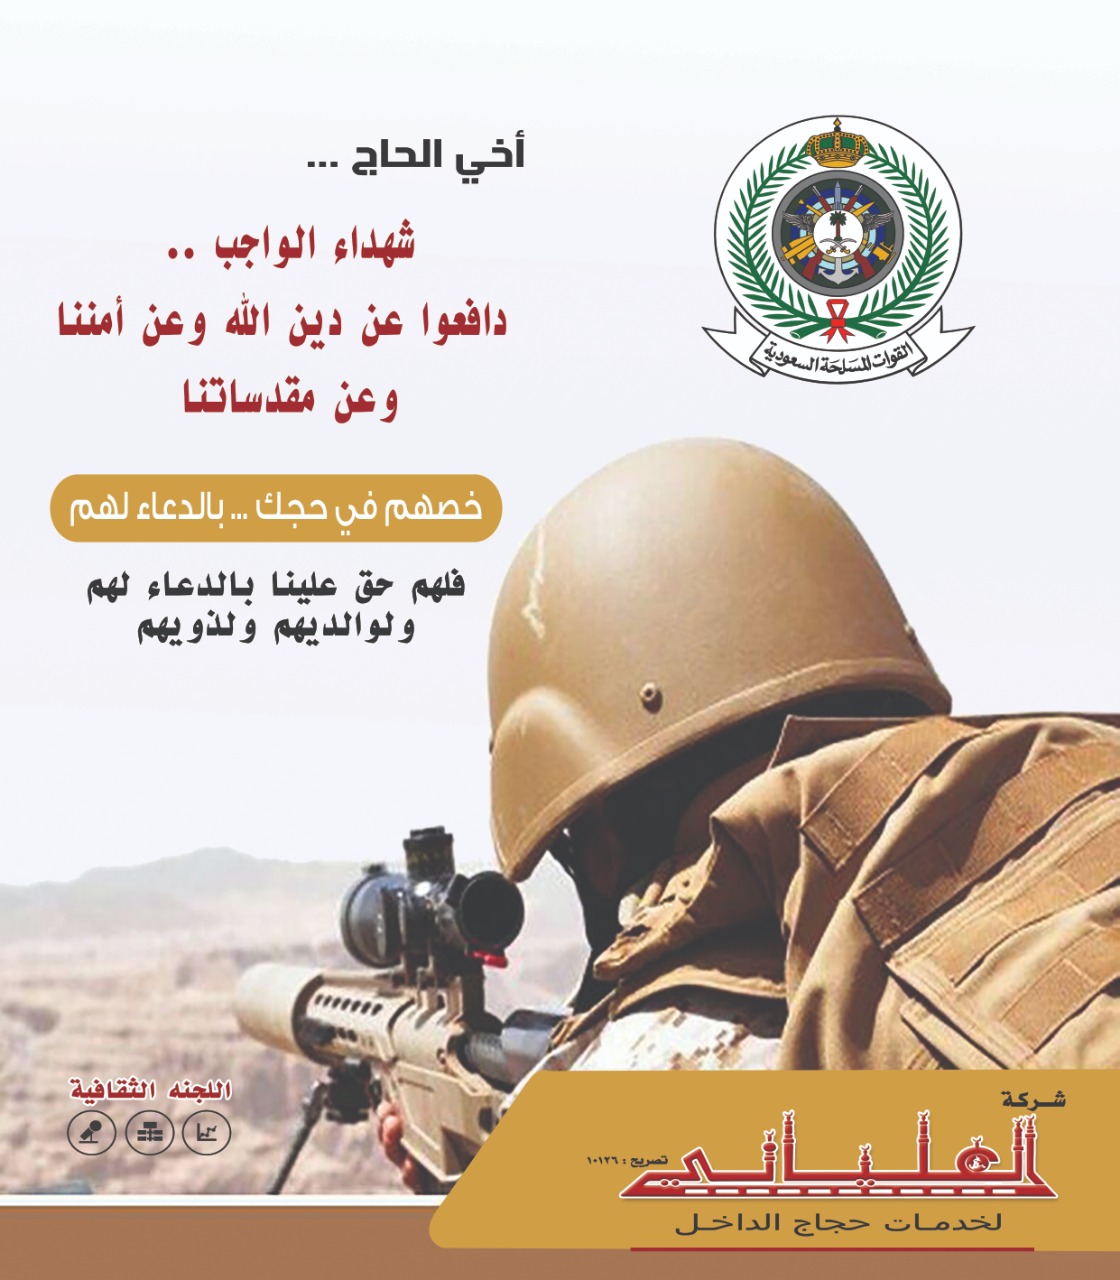 أخي الحاج ...
شهداء الواجب ..
دافعوا عن دين الله وعن أمننا
وعن مقدساتنا
خصهم في حجك ... بالدعاء لهم
فلهم حق علينا بالدعاء لهم
ولوالديهم ولذويهم
القوات المسلحة السعودية
اللجنه الثقافية
شركة
العلياني
تصريح : ١٠١٢٦
لخدمات حجاج الداخل